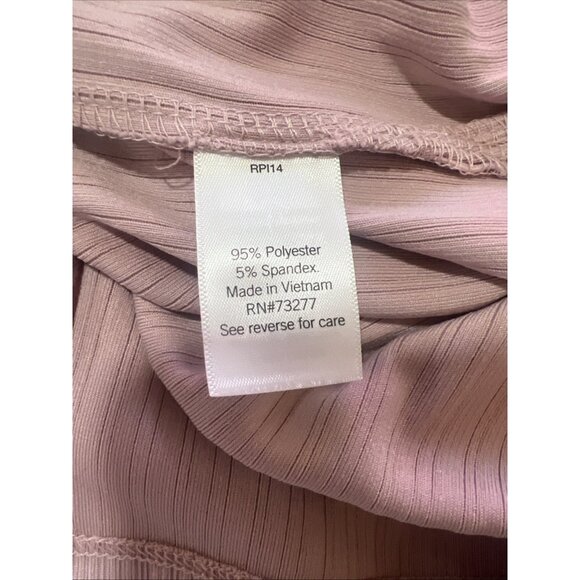 RPI14
95% Polyester
5% Spandex.
Made in Vietnam
RN#73277
See reverse for care